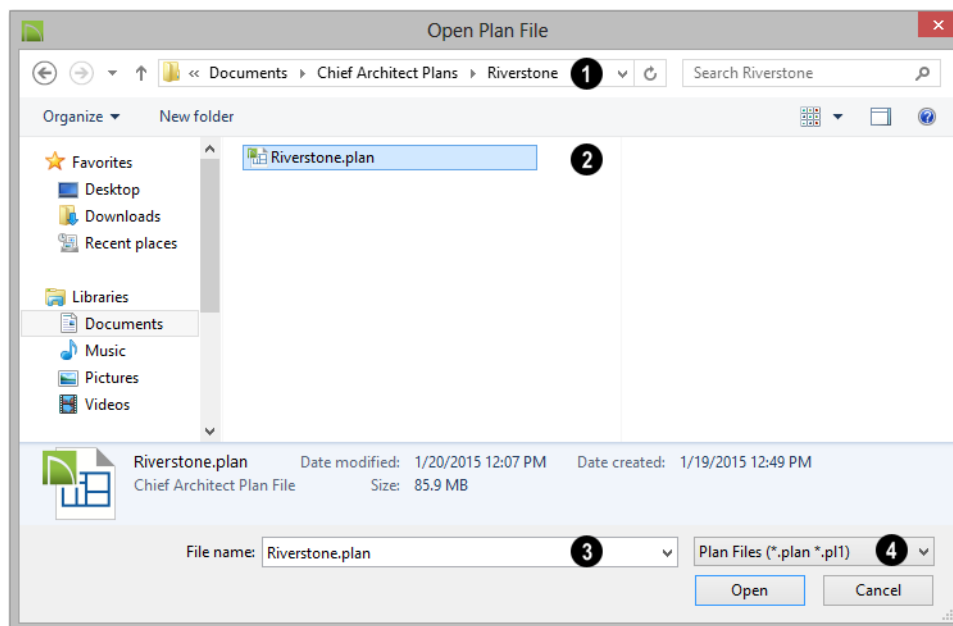 Open Plan File
« Documents Chief Architect Plans Riverstone 1 Search Riverstone
Organize New folder
Favorites
Riverstone.plan 2
Desktop
Downloads
Recent places
Libraries
Documents
Music
Pictures
Videos
Riverstone.plan Date modified: 1/20/2015 12:07 PM Date created: 1/19/2015 12:49 PM
Chief Architect Plan File Size: 85.9 MB
File name: Riverstone.plan 3 Plan Files (*.plan *.pl1) 4
Open Cancel